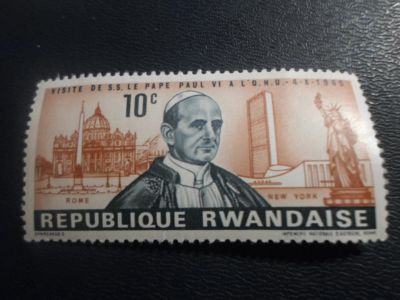 VISITE DE S.S. LE PAPE PAUL VI A L'O.N.U. - 4-X-1965
10c
ROME
NEW YORK
REPUBLIQUE RWANDAISE